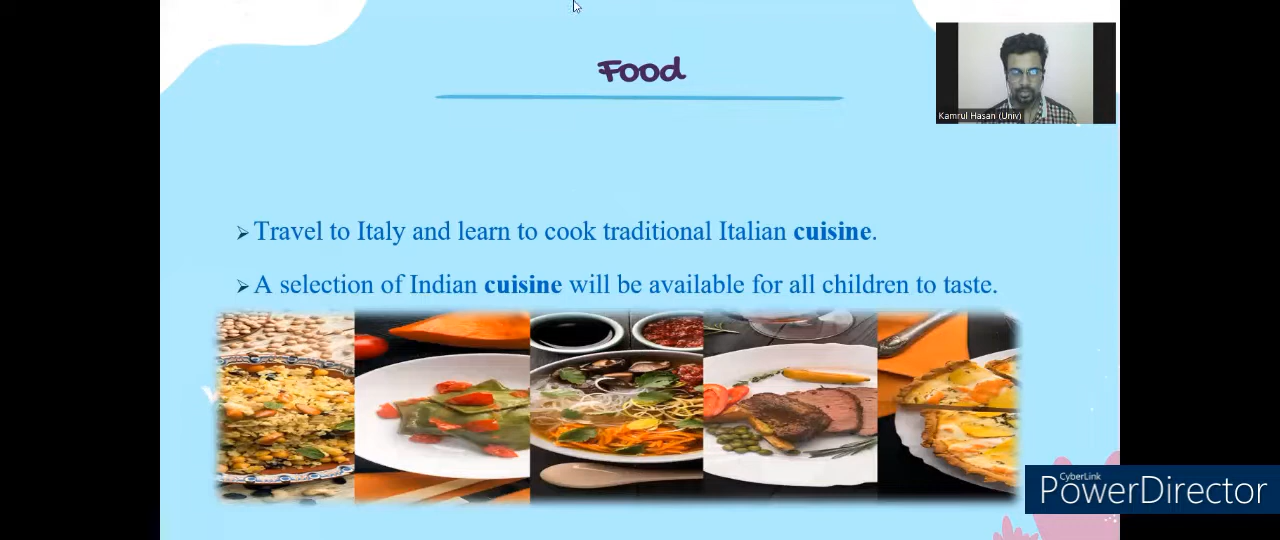 Food
Kamrul Hasan (Univ)
➢ Travel to Italy and learn to cook traditional Italian cuisine.
➢ A selection of Indian cuisine will be available for all children to taste.
CyberLink
PowerDirector